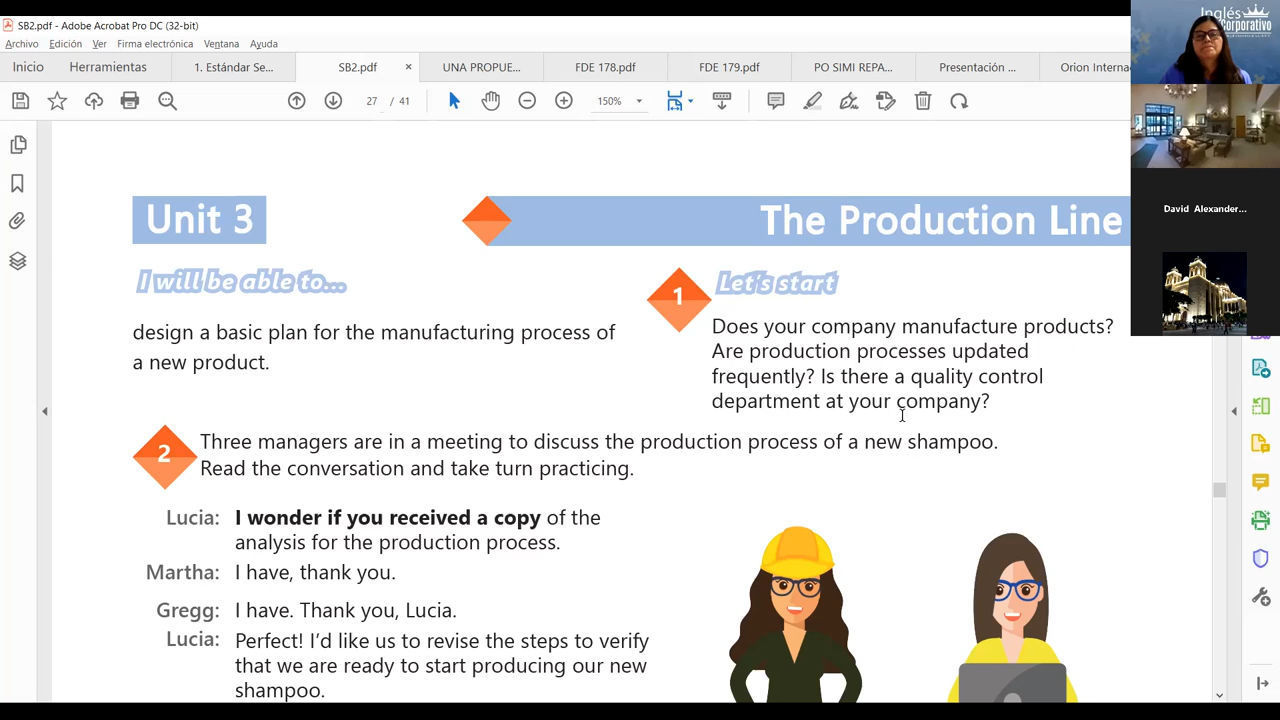 SB2.pdf - Adobe Acrobat Pro DC (32-bit)
Archivo Edición Ver Firma electrónica Ventana Ayuda
Inicio Herramientas 1. Estándar Se... SB2.pdf × UNA PROPUE... FDE 178.pdf FDE 179.pdf PO SIMI REPA... Presentación ... Orion Interna
27 / 41 150%
Inglés
Corporativo
David Alexander...
Unit 3
The Production Line
I will be able to...
design a basic plan for the manufacturing process of
a new product.
1
Let's start
Does your company manufacture products?
Are production processes updated
frequently? Is there a quality control
department at your company?
2
Three managers are in a meeting to discuss the production process of a new shampoo.
Read the conversation and take turn practicing.
Lucia: I wonder if you received a copy of the
analysis for the production process.
Martha: I have, thank you.
Gregg: I have. Thank you, Lucia.
Lucia: Perfect! I'd like us to revise the steps to verify
that we are ready to start producing our new
shampoo.